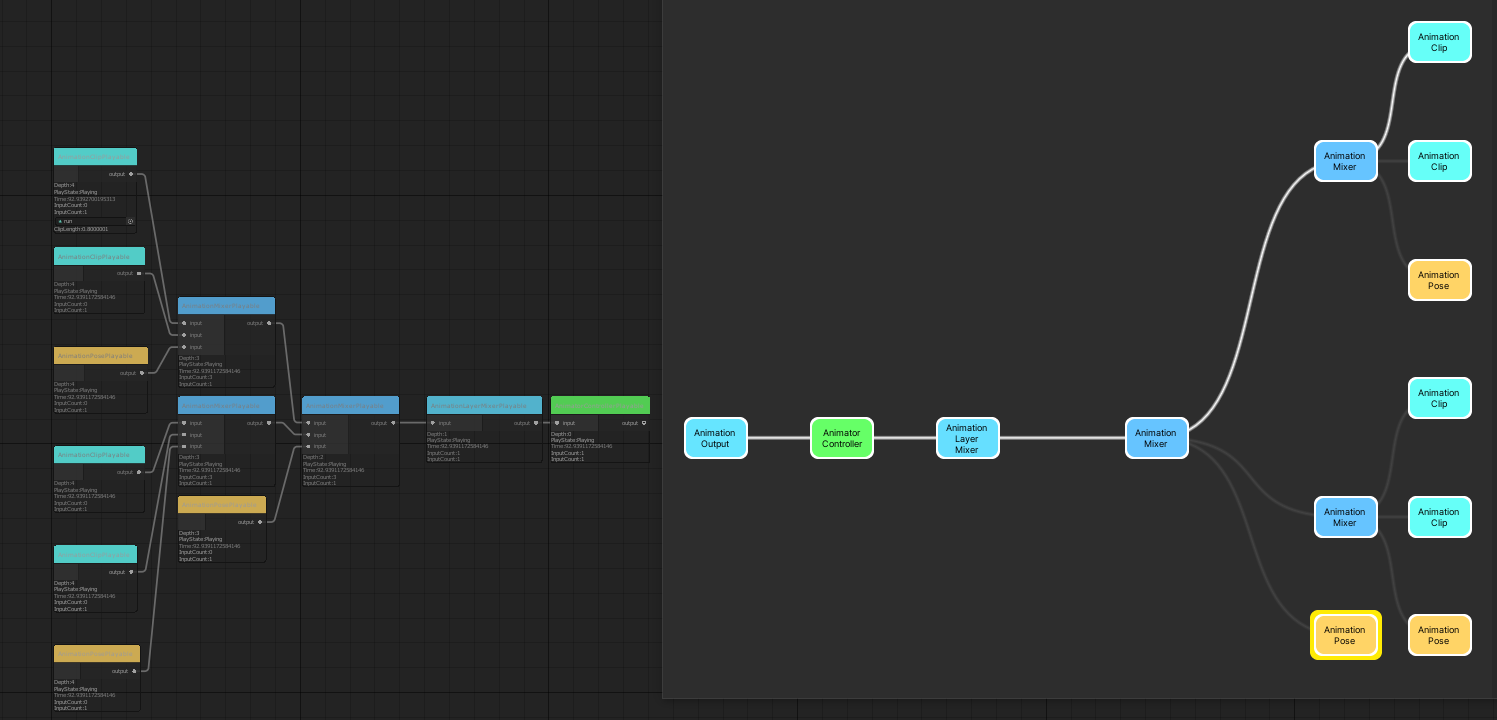 AnimationClipPlayable
output
Depth:4
PlayState:Playing
InputCount:0
InputCount:1
run
ClipLength:0.8000001
AnimationClipPlayable
output
Depth:4
PlayState:Playing
Time:92.9391172584146
InputCount:0
InputCount:1
AnimationPosePlayable
output
Depth:4
PlayState:Playing
Time:92.9391172584146
InputCount:0
InputCount:1
AnimationClipPlayable
output
Depth:4
PlayState:Playing
Time:92.9391172584146
InputCount:0
InputCount:1
AnimationClipPlayable
output
Depth:4
PlayState:Playing
Time:92.9391172584146
InputCount:0
InputCount:1
output
Depth:4
PlayState:Playing
Time:92.9391172584146
InputCount:0
InputCount:1
input output
input
input
Depth:3
PlayState:Playing
Time:92.9391172584146
InputCount:3
InputCount:1
input output
input
input
Depth:3
PlayState:Playing
Time:92.9391172584146
InputCount:3
InputCount:1
output
Depth:3
PlayState:Playing
Time:92.9391172584146
InputCount:0
InputCount:1
input output
input
input
Depth:2
PlayState:Playing
Time:92.9391172584146
InputCount:3
InputCount:1
AnimationLayerMixerPlayable
input output
Depth:1
PlayState:Playing
Time:92.9391172584146
InputCount:1
InputCount:1
input output
Depth:0
PlayState:Playing
Time:92.9391172584146
InputCount:1
InputCount:1
Animation
Output
Animator
Controller
Animation
Layer
Mixer
Animation
Mixer
Animation
Mixer
Animation
Mixer
Animation
Pose
Animation
Clip
Animation
Clip
Animation
Pose
Animation
Clip
Animation
Clip
Animation
Pose